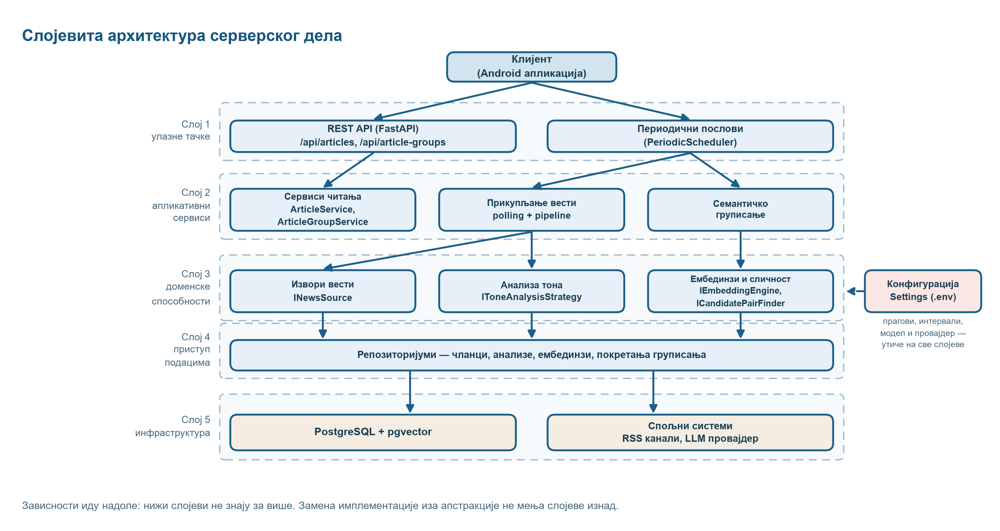 Слојевита архитектура серверског дела
Клијент
(Android апликација)
Слој 1
улазне тачке
REST API (FastAPI)
/api/articles, /api/article-groups
Периодични послови
(PeriodicScheduler)
Слој 2
апликативни
сервиси
Сервиси читања
ArticleService,
ArticleGroupService
Прикупљање вести
polling + pipeline
Семантичко
груписање
Слој 3
доменске
способности
Извори вести
INewsSource
Анализа тона
IToneAnalysisStrategy
Ембединзи и сличност
IEmbeddingEngine,
ICandidatePairFinder
Конфигурација
Settings (.env)
прагови, интервали,
модел и провајдер —
утиче на све слојеве
Слој 4
приступ
подацима
Репозиторијуми — чланци, анализе, ембединзи, покретања груписања
Слој 5
инфраструктура
PostgreSQL + pgvector
Спољни системи
RSS канали, LLM провајдер
Зависности иду надоле: нижи слојеви не знају за више. Замена имплементације иза апстракције не мења слојеве изнад.